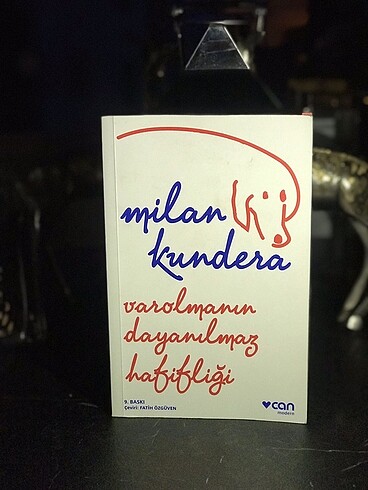 milan
kundera
varolmanın
dayanılmaz
hafifliği
9. BASKI
Çeviri: FATİH ÖZGÜVEN
can
modern